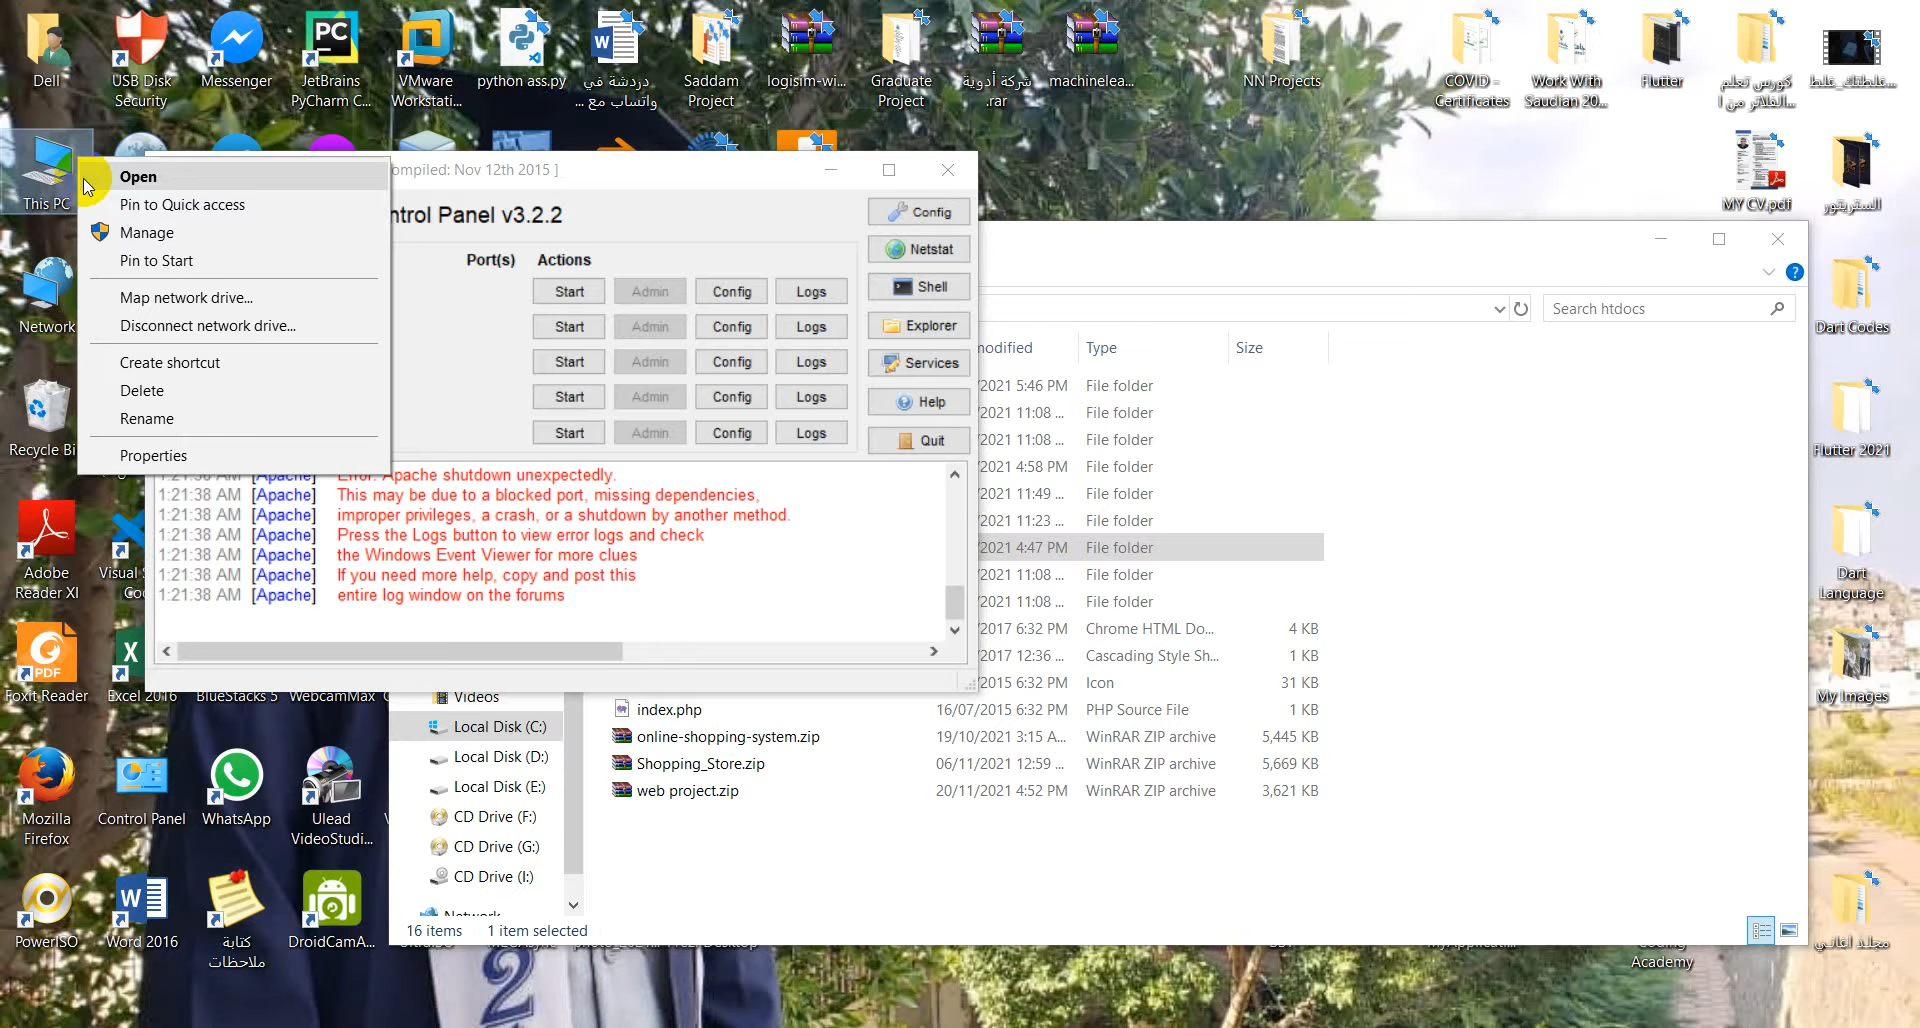 Dell
USB Disk
Security
Messenger
JetBrains
PyCharm C...
VMware
Workstati...
python ass.py
دردشة في
واتساب مع ...
Saddam
Project
logisim-wi...
Graduate
Project
شركة أدوية
.rar
machinelea...
NN Projects
COVID -
Certificates
Work With
Saudian 20...
Flutter
كورس تعلم
الفلاتر من ا...
غلطتك_غلط...
This PC
MY CV.pdf
الستريتور
Open
Pin to Quick access
Manage
Pin to Start
Map network drive...
Disconnect network drive...
Create shortcut
Delete
Rename
Properties
ompiled: Nov 12th 2015 ]
ntrol Panel v3.2.2
Port(s) Actions
Start Admin Config Logs
Start Admin Config Logs
Start Admin Config Logs
Start Admin Config Logs
Start Admin Config Logs
Config
Netstat
Shell
Explorer
Services
Help
Quit
1:21:38 AM [Apache] Error: Apache shutdown unexpectedly.
1:21:38 AM [Apache] This may be due to a blocked port, missing dependencies,
1:21:38 AM [Apache] improper privileges, a crash, or a shutdown by another method.
1:21:38 AM [Apache] Press the Logs button to view error logs and check
1:21:38 AM [Apache] the Windows Event Viewer for more clues
1:21:38 AM [Apache] If you need more help, copy and post this
1:21:38 AM [Apache] entire log window on the forums
Search htdocs
modified Type Size
/2021 5:46 PM File folder
/2021 11:08 ... File folder
/2021 11:08 ... File folder
/2021 4:58 PM File folder
/2021 11:49 ... File folder
/2021 11:23 ... File folder
/2021 4:47 PM File folder
/2021 11:08 ... File folder
/2021 11:08 ... File folder
/2017 6:32 PM Chrome HTML Do... 4 KB
/2017 12:36 ... Cascading Style Sh... 1 KB
/2015 6:32 PM Icon 31 KB
index.php 16/07/2015 6:32 PM PHP Source File 1 KB
online-shopping-system.zip 19/10/2021 3:15 A... WinRAR ZIP archive 5,445 KB
Shopping_Store.zip 06/11/2021 12:59 ... WinRAR ZIP archive 5,669 KB
web project.zip 20/11/2021 4:52 PM WinRAR ZIP archive 3,621 KB
Videos
Local Disk (C:)
Local Disk (D:)
Local Disk (E:)
CD Drive (F:)
CD Drive (G:)
CD Drive (I:)
Network
16 items 1 item selected
Network
Recycle Bi
Adobe
Reader XI
Visual S
Co
Foxit Reader
Excel 2016
BlueStacks 5
WebcamMax
Mozilla
Firefox
Control Panel
WhatsApp
Ulead
VideoStudi...
PowerISO
Word 2016
كتابة
ملاحظات
DroidCamA...
Dart Codes
Flutter 2021
Dart
Language
My Images
مجلد اغاني
Academy